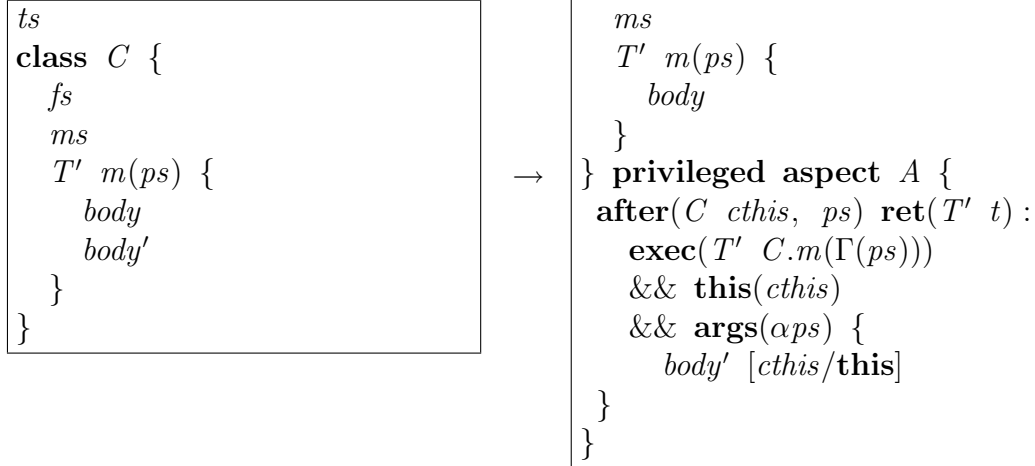 ts
class C {
fs
ms
T′ m(ps) {
body
body′
}
}
→
ms
T′ m(ps) {
body
}
} privileged aspect A {
after(C cthis, ps) ret(T′ t) :
exec(T′ C.m(Γ(ps)))
&& this(cthis)
&& args(αps) {
body′ [cthis/this]
}
}